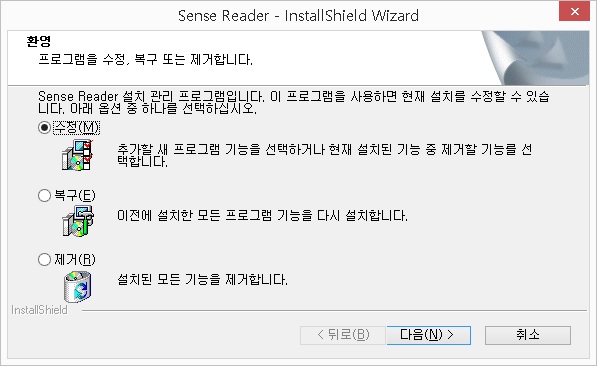 Sense Reader - InstallShield Wizard
환영
프로그램을 수정, 복구 또는 제거합니다.
Sense Reader 설치 관리 프로그램입니다. 이 프로그램을 사용하면 현재 설치를 수정할 수 있습
니다. 아래 옵션 중 하나를 선택하십시오.
수정(M)
추가할 새 프로그램 기능을 선택하거나 현재 설치된 기능 중 제거할 기능를 선
택합니다.
복구(E)
이전에 설치한 모든 프로그램 기능을 다시 설치합니다.
제거(R)
설치된 모든 기능을 제거합니다.
InstallShield
< 뒤로(B)
다음(N) >
취소